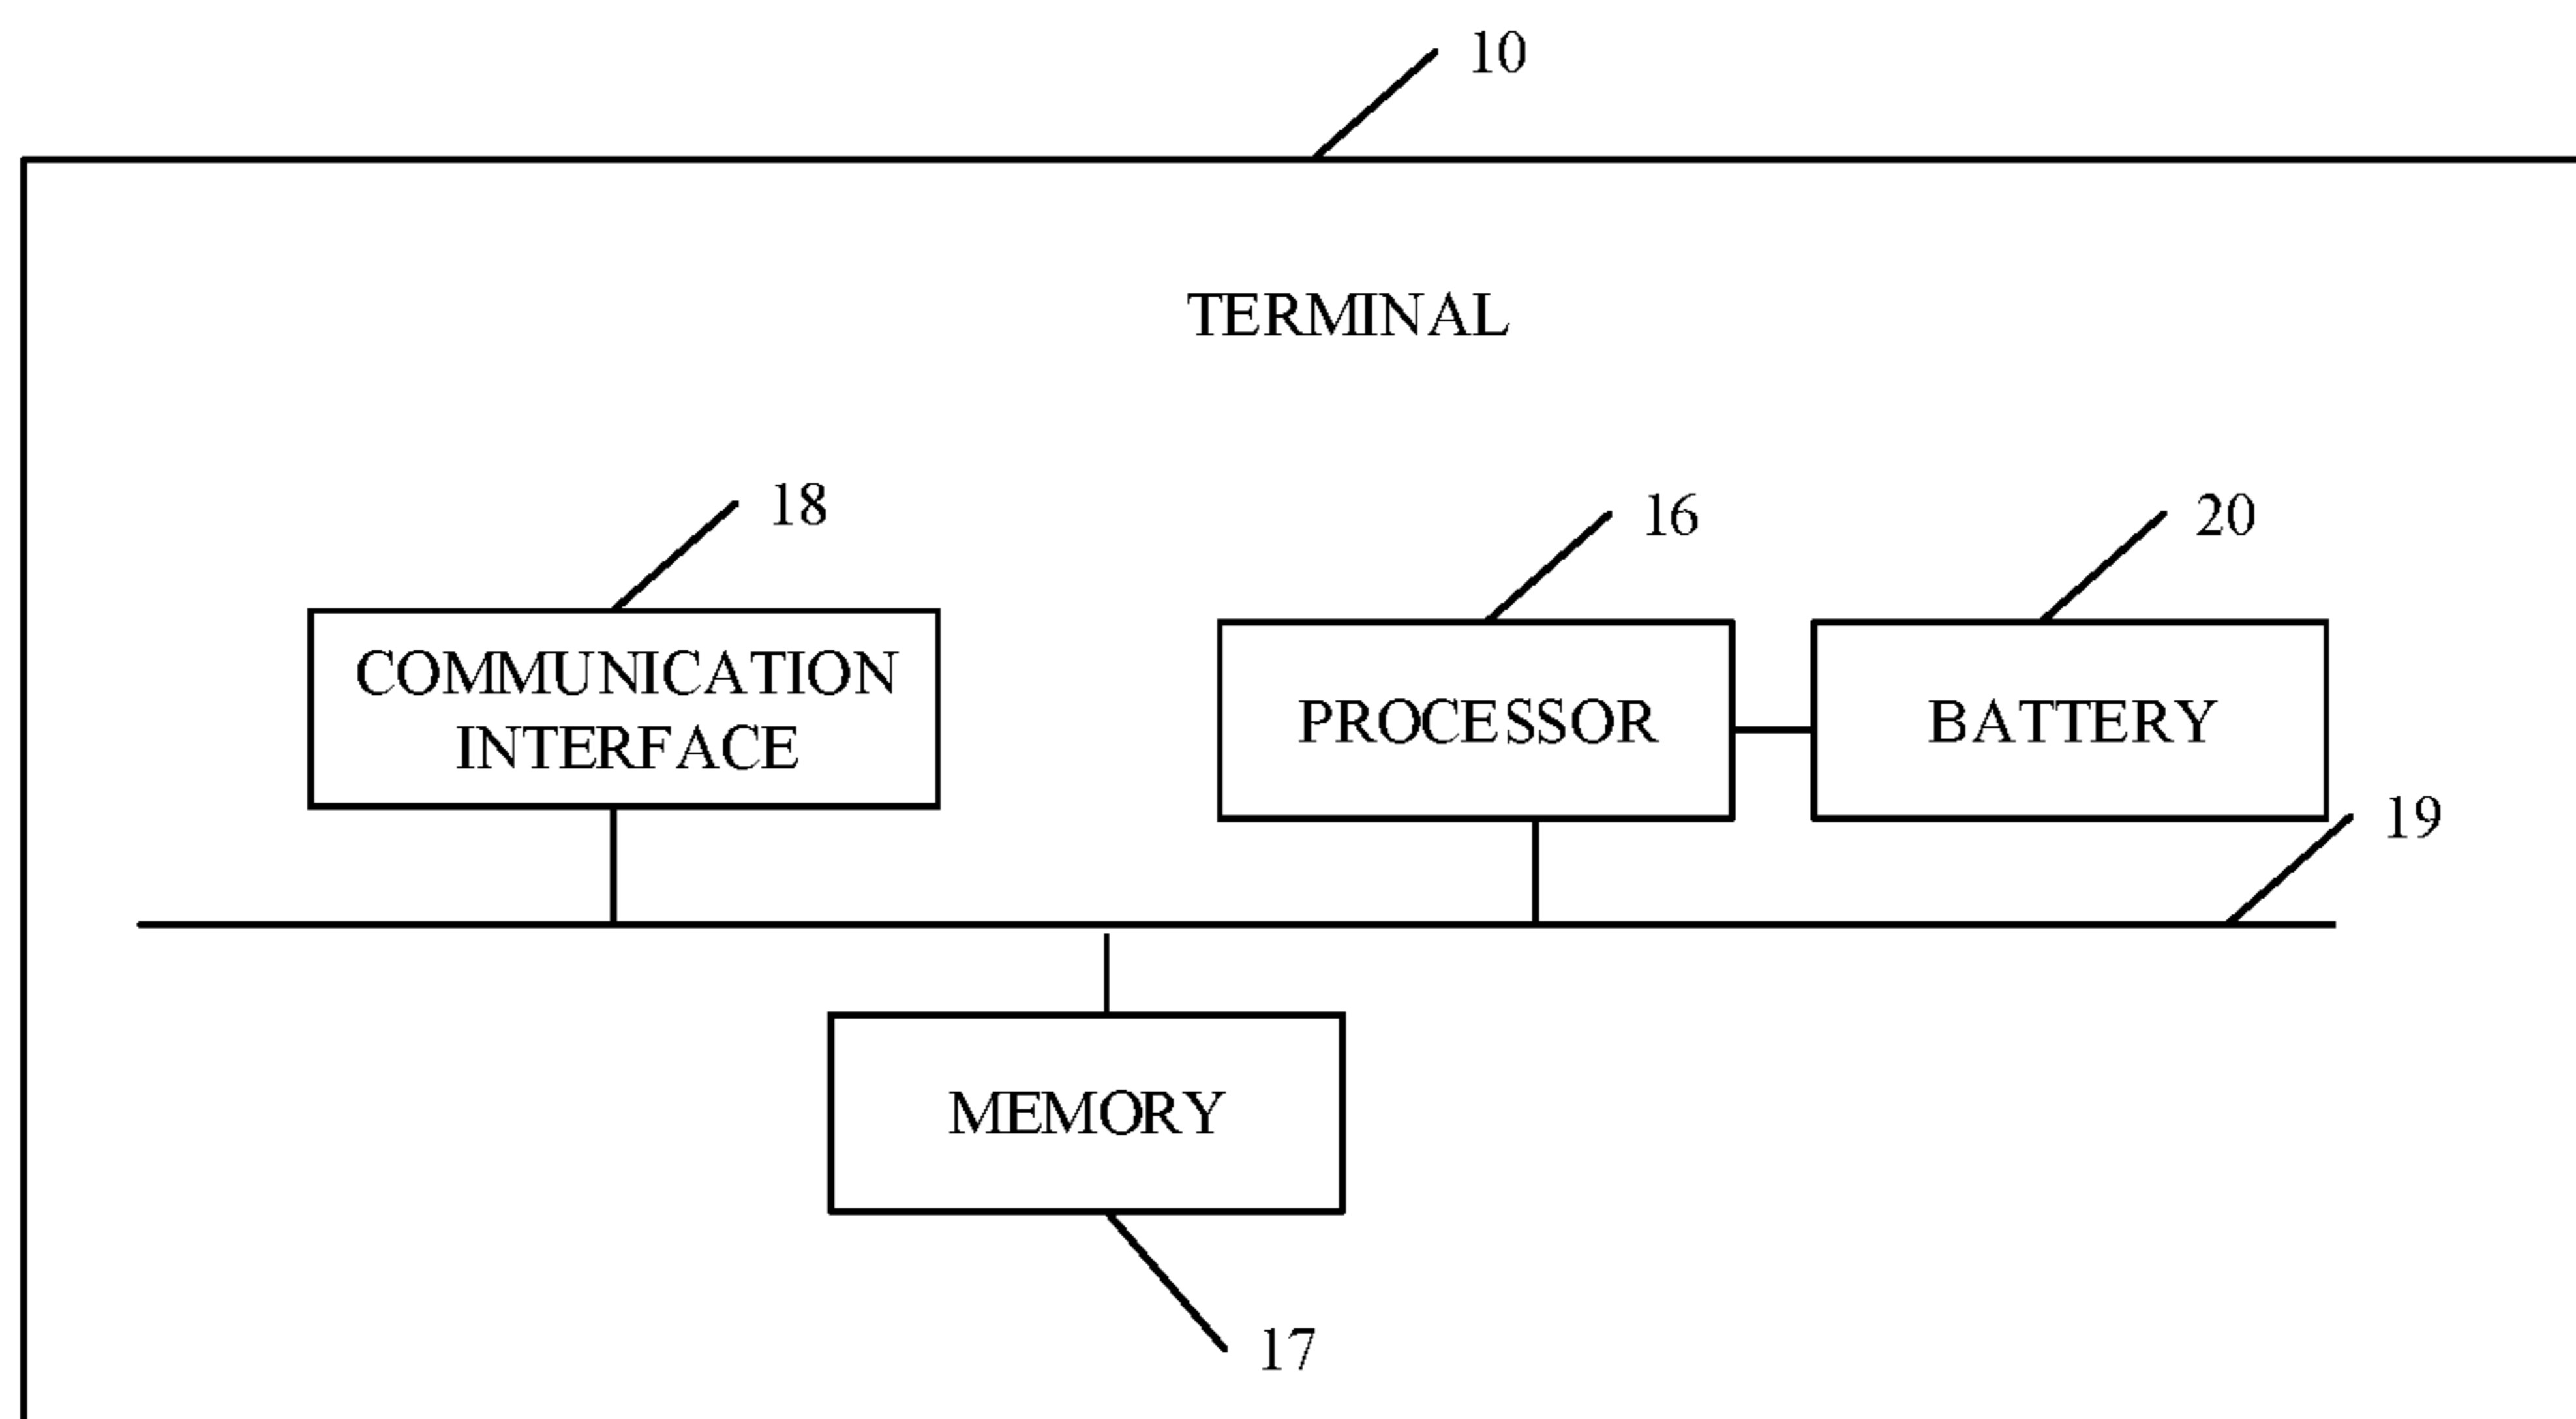 10
TERMINAL
18
16
20
COMMUNICATION
INTERFACE
PROCESSOR
BATTERY
19
MEMORY
17